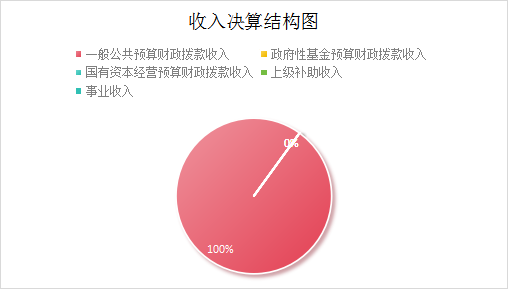 收入决算结构图
一般公共预算财政拨款收入 政府性基金预算财政拨款收入
国有资本经营预算财政拨款收入 上级补助收入
事业收入
0%
100%